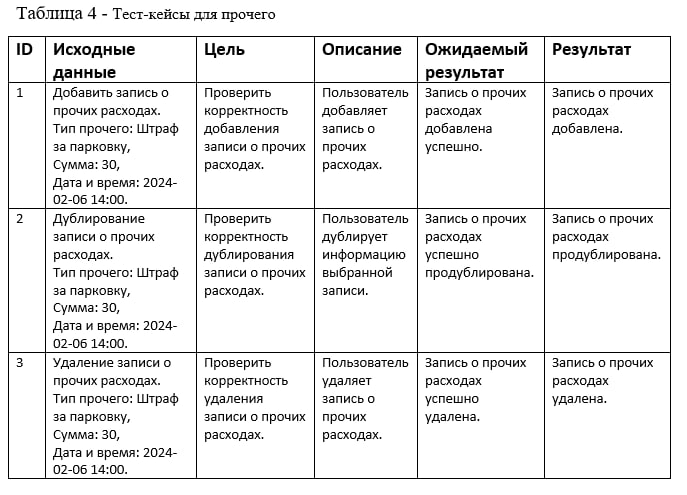 Таблица 4 - Тест-кейсы для прочего
ID
Исходные
данные
Цель
Описание
Ожидаемый
результат
Результат
1
Добавить запись о
прочих расходах.
Тип прочего: Штраф
за парковку,
Сумма: 30,
Дата и время: 2024-
02-06 14:00.
Проверить
корректность
добавления
записи о прочих
расходах.
Пользователь
добавляет
запись о
прочих
расходах.
Запись о прочих
расходах
добавлена
успешно.
Запись о прочих
расходах
добавлена.
2
Дублирование
записи о прочих
расходах.
Тип прочего: Штраф
за парковку,
Сумма: 30,
Дата и время: 2024-
02-06 14:00.
Проверить
корректность
дублирования
записи о прочих
расходах.
Пользователь
дублирует
информацию
выбранной
записи.
Запись о прочих
расходах
успешно
продублирована.
Запись о прочих
расходах
продублирована.
3
Удаление записи о
прочих расходах.
Тип прочего: Штраф
за парковку,
Сумма: 30,
Дата и время: 2024-
02-06 14:00.
Проверить
корректность
удаления
записи о прочих
расходах.
Пользователь
удаляет
запись о
прочих
расходах.
Запись о прочих
расходах
успешно
удалена.
Запись о прочих
расходах
удалена.